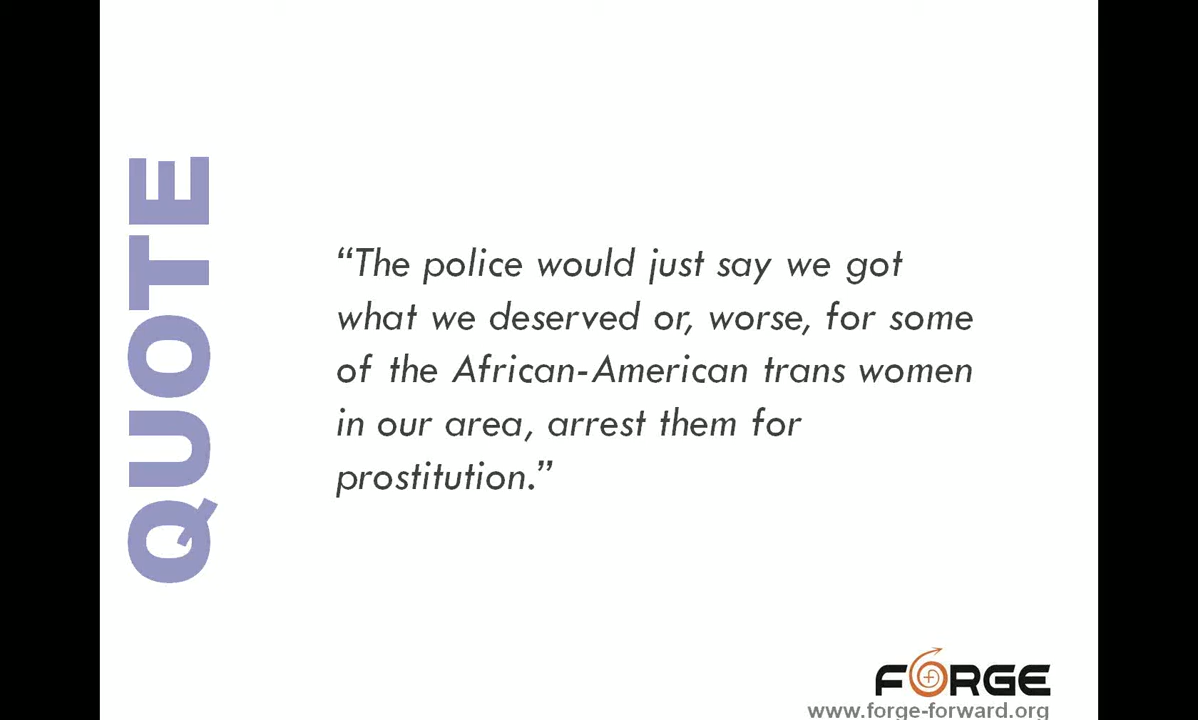 QUOTE
“The police would just say we got
what we deserved or, worse, for some
of the African-American trans women
in our area, arrest them for
prostitution.”
FORGE
www.forge-forward.org